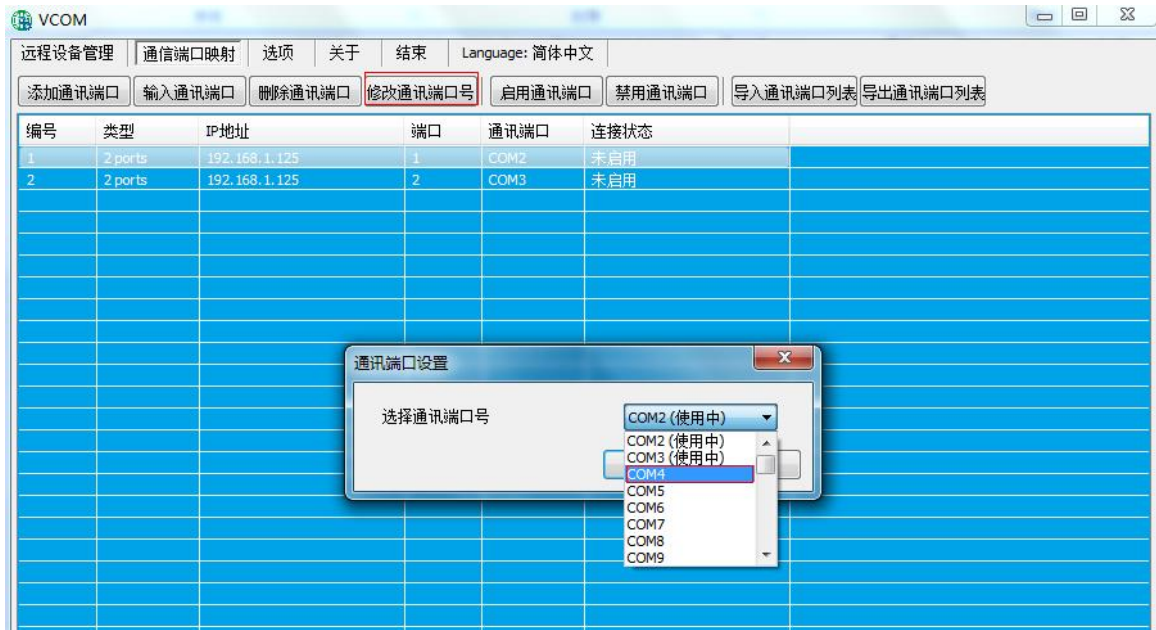 VCOM
远程设备管理 通信端口映射 选项 关于 结束 Language: 简体中文
添加通讯端口 输入通讯端口 删除通讯端口 修改通讯端口号 启用通讯端口 禁用通讯端口 导入通讯端口列表 导出通讯端口列表
编号 类型 IP地址 端口 通讯端口 连接状态
1 2 ports 192.168.1.125 1 COM2 未启用
2 2 ports 192.168.1.125 2 COM3 未启用
通讯端口设置
选择通讯端口号 COM2 (使用中)
COM2 (使用中)
COM3 (使用中)
COM4
COM5
COM6
COM7
COM8
COM9